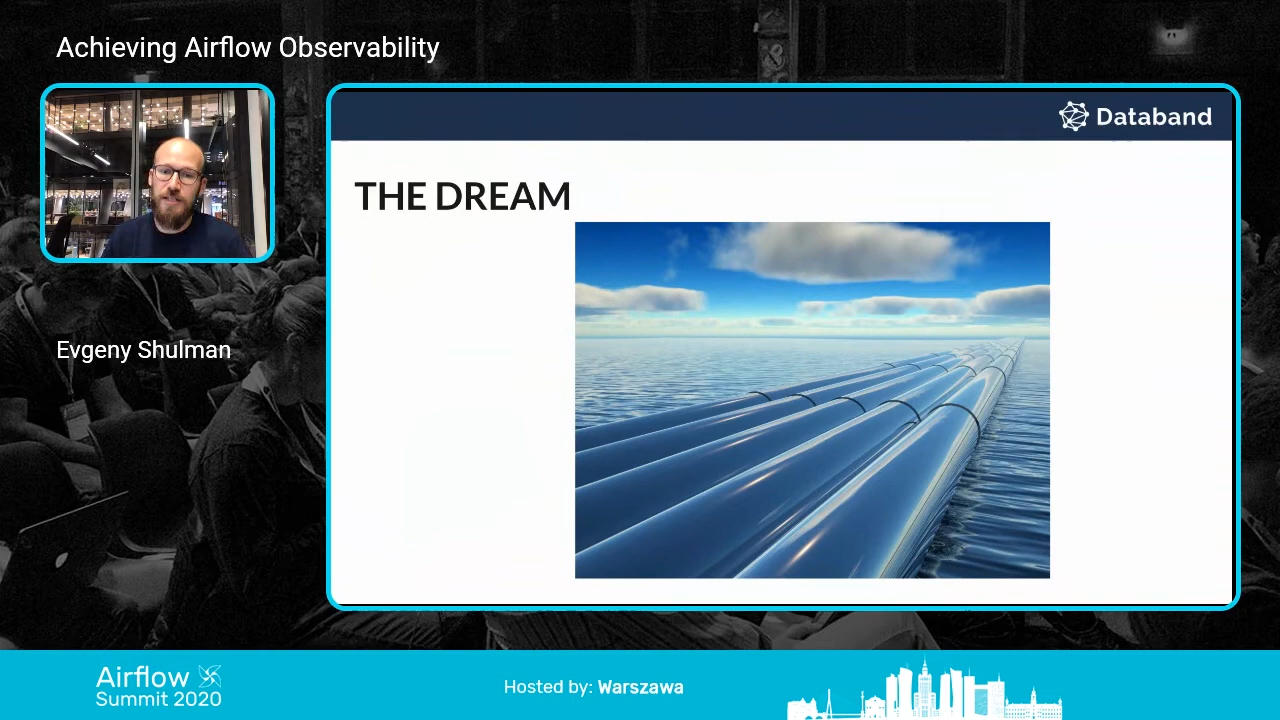 Achieving Airflow Observability
Databand
THE DREAM
Evgeny Shulman
Airflow
Summit 2020
Hosted by: Warszawa